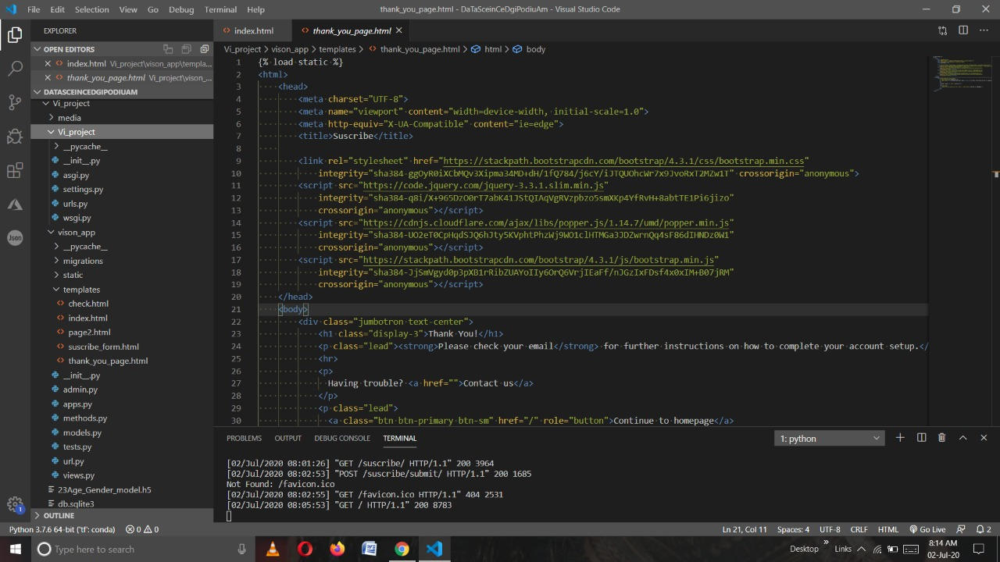 File Edit Selection View Go Debug Terminal Help
thank_you_page.html - DaTaSceinCeDgiPodiuAm - Visual Studio Code
EXPLORER
OPEN EDITORS
index.html Vi_project\vison_app\templa...
thank_you_page.html Vi_project\vison_...
DATASCEINCEDGIPODIUAM
Vi_project
media
Vi_project
__pycache__
__init__.py
asgi.py
settings.py
urls.py
wsgi.py
vison_app
__pycache__
migrations
static
templates
check.html
index.html
page2.html
suscribe_form.html
thank_you_page.html
__init__.py
admin.py
apps.py
methods.py
models.py
tests.py
url.py
views.py
23Age_Gender_model.h5
db.sqlite3
OUTLINE
index.html
thank_you_page.html
Vi_project > vison_app > templates > thank_you_page.html > html > body
1 {% load static %}
2 <html>
3 <head>
4 <meta charset="UTF-8">
5 <meta name="viewport" content="width=device-width, initial-scale=1.0">
6 <meta http-equiv="X-UA-Compatible" content="ie=edge">
7 <title>Suscribe</title>
8
9 <link rel="stylesheet" href="https://stackpath.bootstrapcdn.com/bootstrap/4.3.1/css/bootstrap.min.css"
10 integrity="sha384-ggOyR0iXCbMQv3Xipma34MD+dH/1fQ784/j6cY/iJTQUOhcWr7x9JvoRxT2MZw1T" crossorigin="anonymous">
11 <script src="https://code.jquery.com/jquery-3.3.1.slim.min.js"
12 integrity="sha384-q8i/X+965DzO0rT7abK41JStQIAqVgRVzpbzo5smXKp4YfRvH+8abtTE1Pi6jizo"
13 crossorigin="anonymous"></script>
14 <script src="https://cdnjs.cloudflare.com/ajax/libs/popper.js/1.14.7/umd/popper.min.js"
15 integrity="sha384-UO2eT0CpHqdSJQ6hJty5KVphtPhzWj9WO1clHTMGa3JDZwrnQq4sF86dIHNDz0W1"
16 crossorigin="anonymous"></script>
17 <script src="https://stackpath.bootstrapcdn.com/bootstrap/4.3.1/js/bootstrap.min.js"
18 integrity="sha384-JjSmVgyd0p3pXB1rRibZUAYoIIy6OrQ6VrjIEaFf/nJGzIxFDsf4x0xIM+B07jRM"
19 crossorigin="anonymous"></script>
20 </head>
21 <body>
22 <div class="jumbotron text-center">
23 <h1 class="display-3">Thank You!</h1>
24 <p class="lead"><strong>Please check your email</strong> for further instructions on how to complete your account setup.</
25 <hr>
26 <p>
27 Having trouble? <a href="">Contact us</a>
28 </p>
29 <p class="lead">
30 <a class="btn btn-primary btn-sm" href="/" role="button">Continue to homepage</a>
PROBLEMS OUTPUT DEBUG CONSOLE TERMINAL 1: python
[02/Jul/2020 08:01:26] "GET /suscribe/ HTTP/1.1" 200 3964
[02/Jul/2020 08:02:53] "POST /suscribe/submit/ HTTP/1.1" 200 1685
Not Found: /favicon.ico
[02/Jul/2020 08:02:55] "GET /favicon.ico HTTP/1.1" 404 2531
[02/Jul/2020 08:05:53] "GET / HTTP/1.1" 200 8783
Json
1
Python 3.7.6 64-bit ('tf': conda) 0 0 Ln 21, Col 11 Spaces: 4 UTF-8 CRLF HTML Go Live 2
Type here to search
Desktop » Links
8:14 AM
02-Jul-20